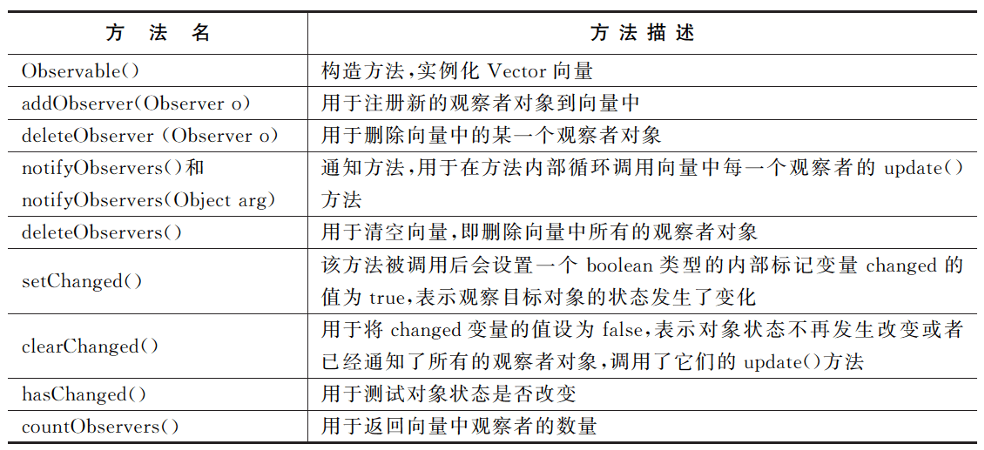 方 法 名 方 法 描 述
Observable() 构造方法,实例化 Vector 向量
addObserver(Observer o) 用于注册新的观察者对象到向量中
deleteObserver (Observer o) 用于删除向量中的某一个观察者对象
notifyObservers()和 通知方法,用于在方法内部循环调用向量中每一个观察者的 update()
notifyObservers(Object arg) 方法
deleteObservers() 用于清空向量,即删除向量中所有的观察者对象
setChanged() 该方法被调用后会设置一个 boolean 类型的内部标记变量 changed 的
值为 true,表示观察目标对象的状态发生了变化
clearChanged() 用于将 changed 变量的值设为 false,表示对象状态不再发生改变或者
已经通知了所有的观察者对象,调用了它们的 update()方法
hasChanged() 用于测试对象状态是否改变
countObservers() 用于返回向量中观察者的数量